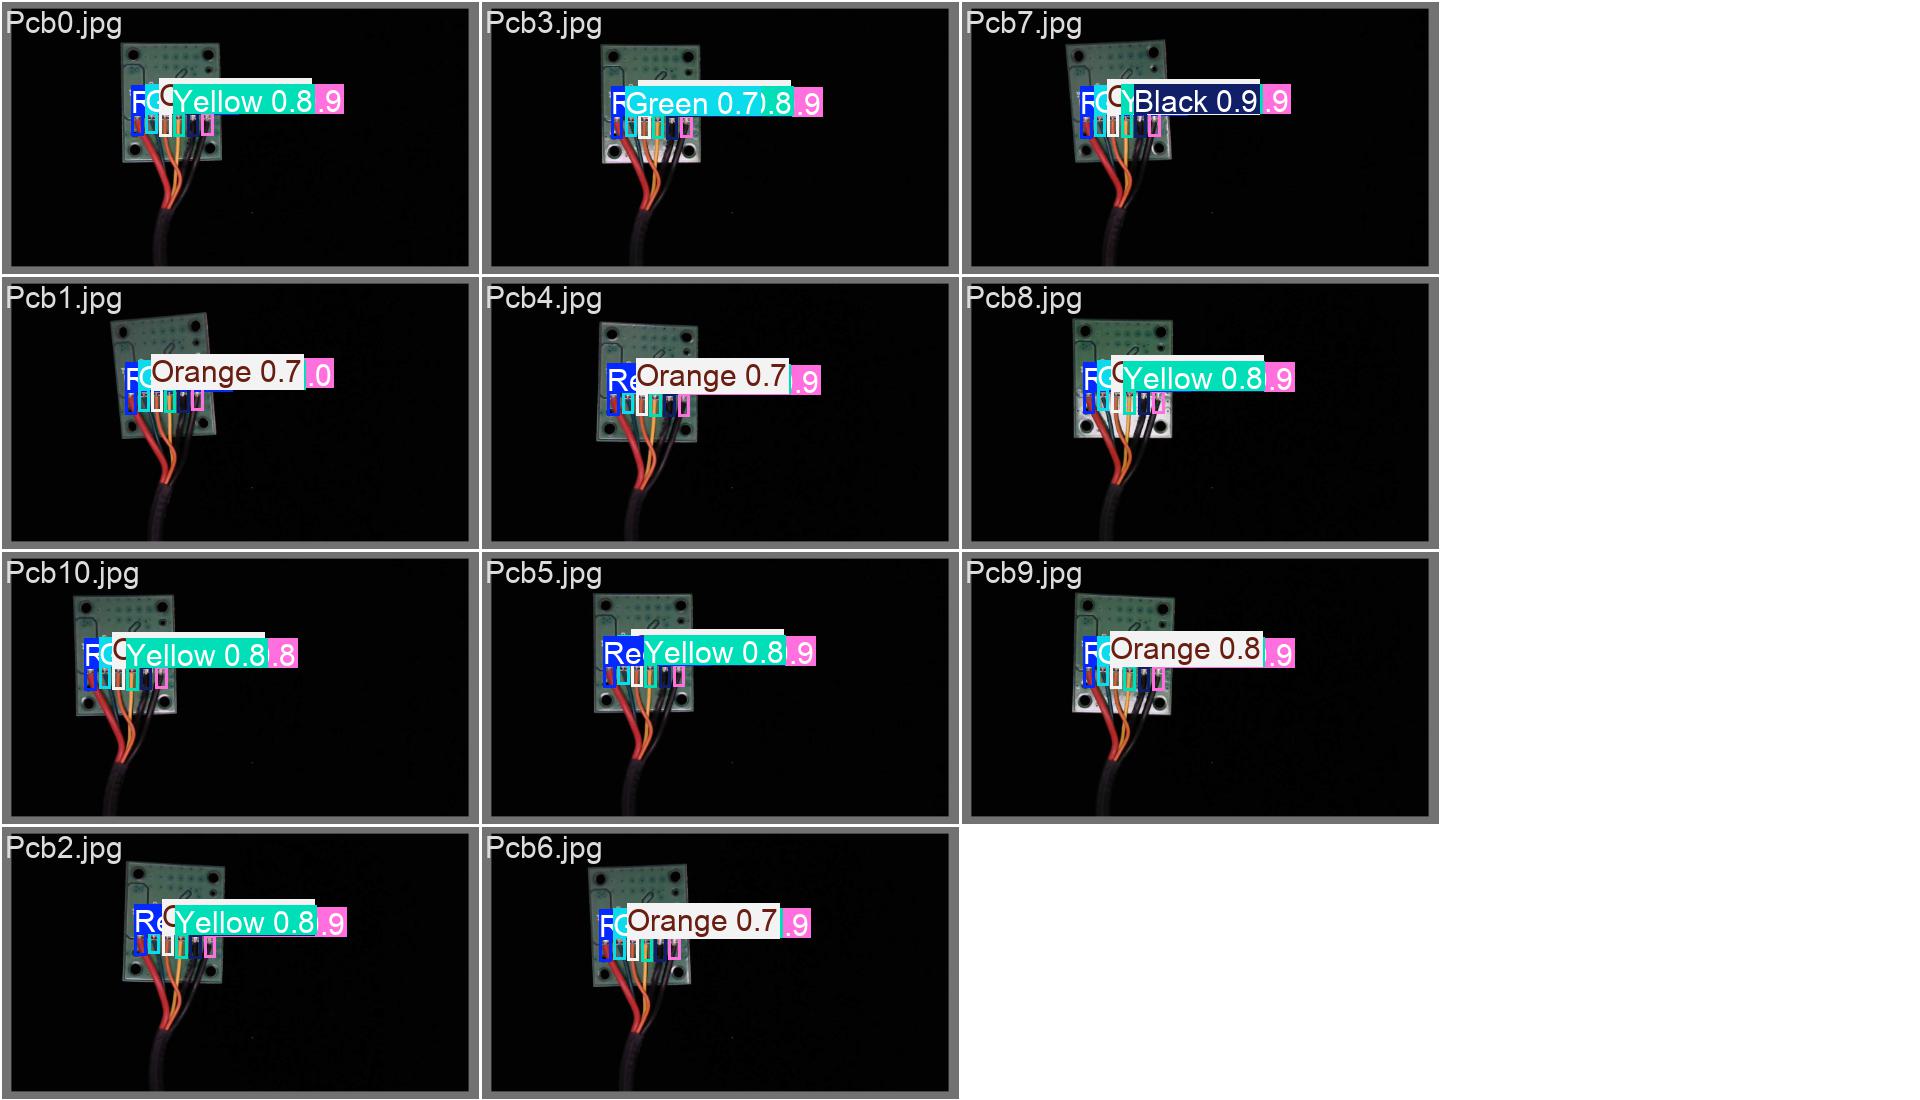 Pcb0.jpg
R G O Yellow 0.8 .9
Pcb3.jpg
R Green 0.7 .8 .9
Pcb7.jpg
R G O Y Black 0.9 .9
Pcb1.jpg
R G Orange 0.7 .0
Pcb4.jpg
Re Orange 0.7 .9
Pcb8.jpg
R G O Yellow 0.8 .9
Pcb10.jpg
R G O Yellow 0.8 .8
Pcb5.jpg
Re Yellow 0.8 .9
Pcb9.jpg
R G Orange 0.8 .9
Pcb2.jpg
Re O Yellow 0.8 .9
Pcb6.jpg
R G Orange 0.7 .9